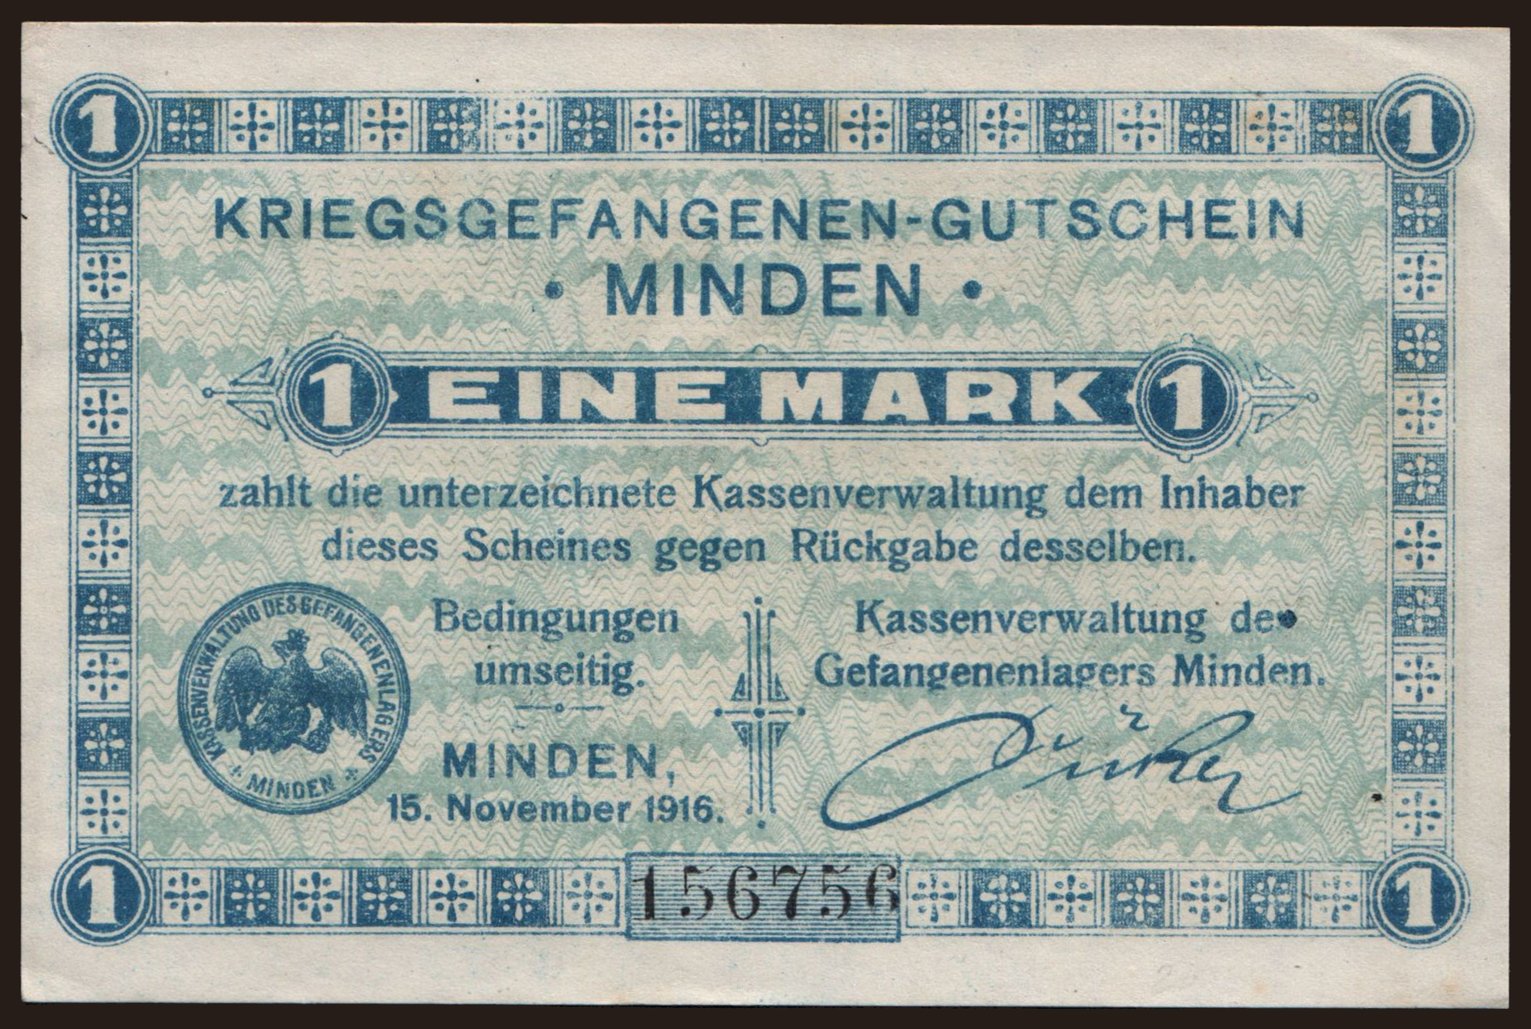 1 1
KRIEGSGEFANGENEN-GUTSCHEIN
• MINDEN •
1 EINE MARK 1
zahlt die unterzeichnete Kassenverwaltung dem Inhaber
dieses Scheines gegen Rückgabe desselben.
Bedingungen
umseitig.
MINDEN,
15. November 1916.
Kassenverwaltung de
Gefangenenlagers Minden.
KASSENVERWALTUNG DES GEFANGENENLAGERS
MINDEN
1 156756 1